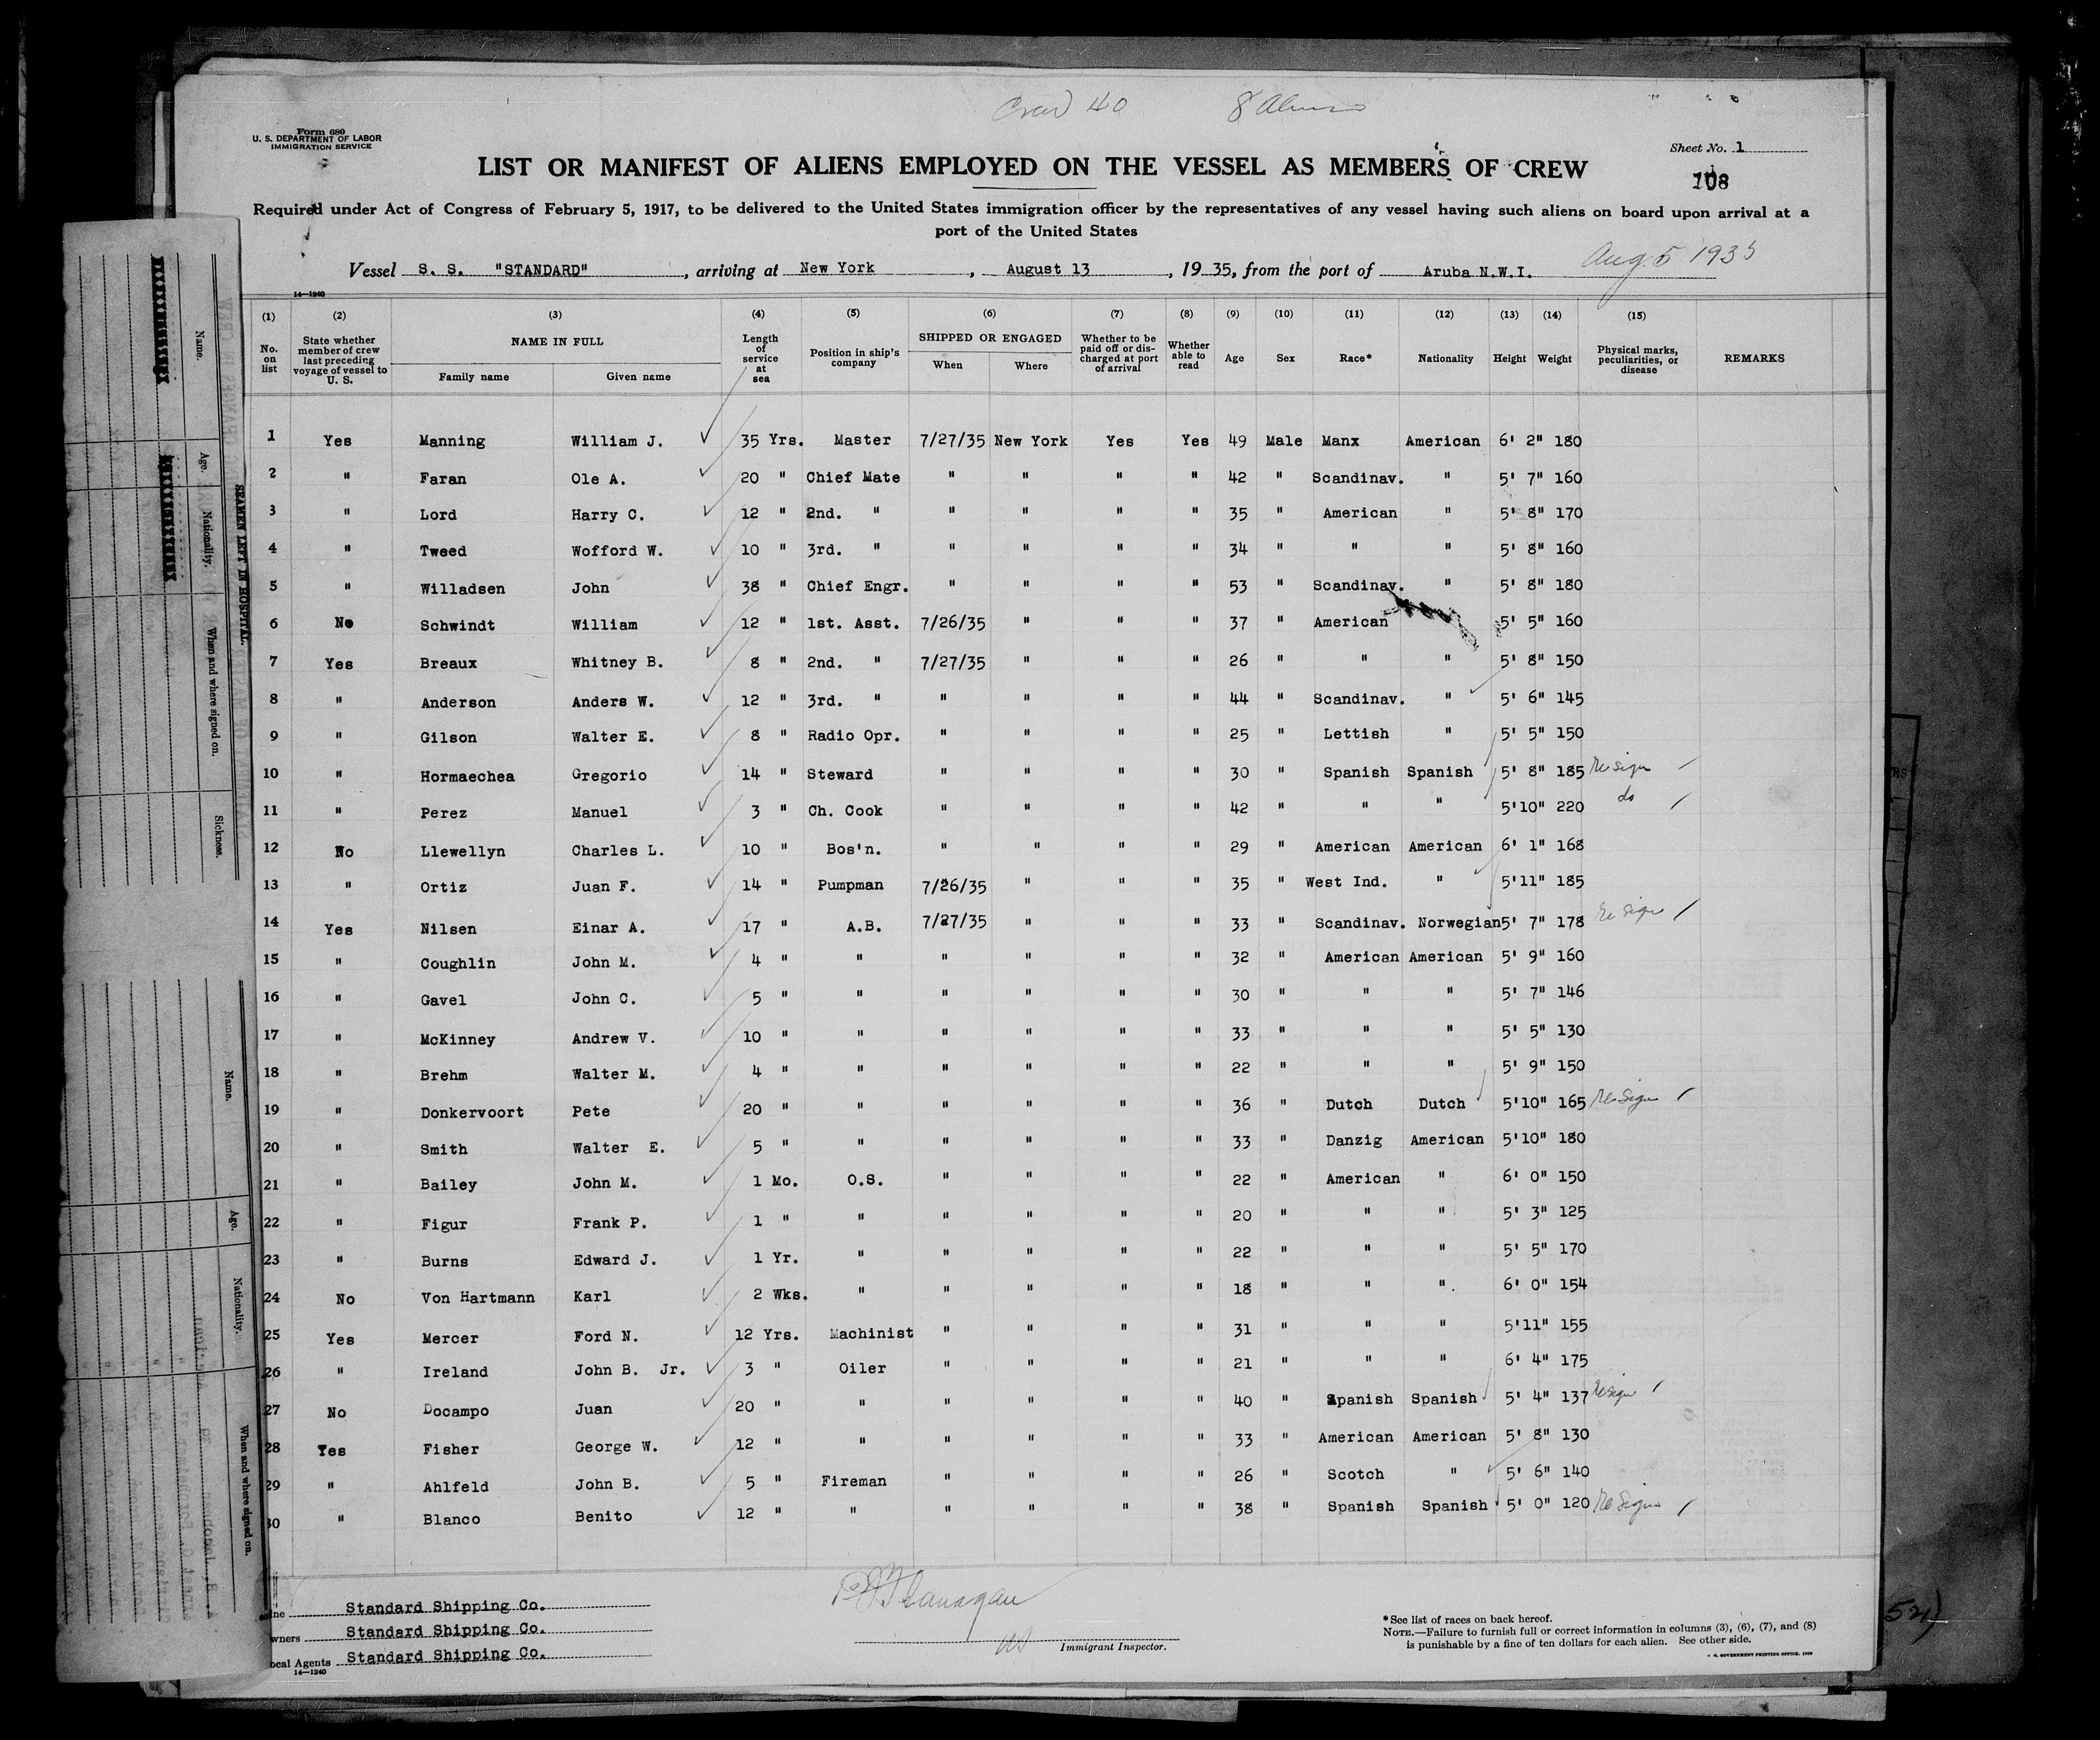 Crew 40 8 Aliens
Form 680
U. S. DEPARTMENT OF LABOR
IMMIGRATION SERVICE
Sheet No. 1
LIST OR MANIFEST OF ALIENS EMPLOYED ON THE VESSEL AS MEMBERS OF CREW
108
Required under Act of Congress of February 5, 1917, to be delivered to the United States immigration officer by the representatives of any vessel having such aliens on board upon arrival at a
port of the United States
Aug. 5 1935
Vessel S. S. "STANDARD", arriving at New York, August 13, 1935, from the port of Aruba N.W.I.
14—1240
(1) (2) (3) (4) (5) (6) (7) (8) (9) (10) (11) (12) (13) (14) (15)
No. on list State whether member of crew last preceding voyage of vessel to U. S. NAME IN FULL Family name Given name Length of service at sea Position in ship's company SHIPPED OR ENGAGED When Where Whether to be paid off or discharged at port of arrival Whether able to read Age Sex Race* Nationality Height Weight Physical marks, peculiarities, or disease REMARKS
1 Yes Manning William J. 35 Yrs. Master 7/27/35 New York Yes Yes 49 Male Manx American 6' 2" 180
2 " Faran Ole A. 20 " Chief Mate " " " " 42 " Scandinav. " 5' 7" 160
3 " Lord Harry C. 12 " 2nd. " " " " " 35 " American " 5' 8" 170
4 " Tweed Wofford W. 10 " 3rd. " " " " " 34 " " " 5' 8" 160
5 " Willadsen John 38 " Chief Engr. " " " " 53 " Scandinav. " 5' 8" 180
6 No Schwindt William 12 " 1st. Asst. 7/26/35 " " " 37 " American 5' 5" 160
7 Yes Breaux Whitney B. 8 " 2nd. " 7/27/35 " " " 26 " " " 5' 8" 150
8 " Anderson Anders W. 12 " 3rd. " " " " " 44 " Scandinav. " 5' 6" 145
9 " Gilson Walter E. 8 " Radio Opr. " " " " 25 " Lettish " 5' 5" 150
10 " Hormaechea Gregorio 14 " Steward " " " " 30 " Spanish Spanish 5' 8" 185 Re sign
11 " Perez Manuel 3 " Ch. Cook " " " " 42 " " " 5'10" 220 do
12 No Llewellyn Charles L. 10 " Bos'n. " " " " 29 " American American 6' 1" 168
13 " Ortiz Juan F. 14 " Pumpman 7/26/35 " " " 35 " West Ind. " 5'11" 185
14 Yes Nilsen Einar A. 17 " A.B. 7/27/35 " " " 33 " Scandinav. Norwegian 5' 7" 178 Re sign
15 " Coughlin John M. 4 " " " " " " 32 " American American 5' 9" 160
16 " Gavel John C. 5 " " " " " " 30 " " " 5' 7" 146
17 " McKinney Andrew V. 10 " " " " " " 33 " " " 5' 5" 130
18 " Brehm Walter M. 4 " " " " " " 22 " " " 5' 9" 150
19 " Donkervoort Pete 20 " " " " " " 36 " Dutch Dutch 5'10" 165 Re Sign
20 " Smith Walter E. 5 " " " " " " 33 " Danzig American 5'10" 180
21 " Bailey John M. 1 Mo. O.S. " " " " 22 " American " 6' 0" 150
22 " Figur Frank P. 1 " " " " " " 20 " " " 5' 3" 125
23 " Burns Edward J. 1 Yr. " " " " " 22 " " " 5' 5" 170
24 No Von Hartmann Karl 2 Wks. " " " " " 18 " " " 6' 0" 154
25 Yes Mercer Ford N. 12 Yrs. Machinist " " " " 31 " " " 5'11" 155
26 " Ireland John B. Jr. 3 " Oiler " " " " 21 " " " 6' 4" 175
27 No Docampo Juan 20 " " " " " " 40 " Spanish Spanish 5' 4" 137 Resign
28 Yes Fisher George W. 12 " " " " " " 33 " American American 5' 8" 130
29 " Ahlfeld John B. 5 " Fireman " " " " 26 " Scotch " 5' 6" 140
30 " Blanco Benito 12 " " " " " " 38 " Spanish Spanish 5' 0" 120 Re Sign
Line Standard Shipping Co.
Owners Standard Shipping Co.
Local Agents Standard Shipping Co.
14—1240
P.J. Flanagan
Immigrant Inspector.
*See list of races on back hereof.
NOTE.—Failure to furnish full or correct information in columns (3), (6), (7), and (8)
is punishable by a fine of ten dollars for each alien. See other side.
SEAMEN LEFT IN HOSPITAL
Name. Age. Nationality. When and where signed on. Sickness.
Name. Age. Nationality. When and where signed on.